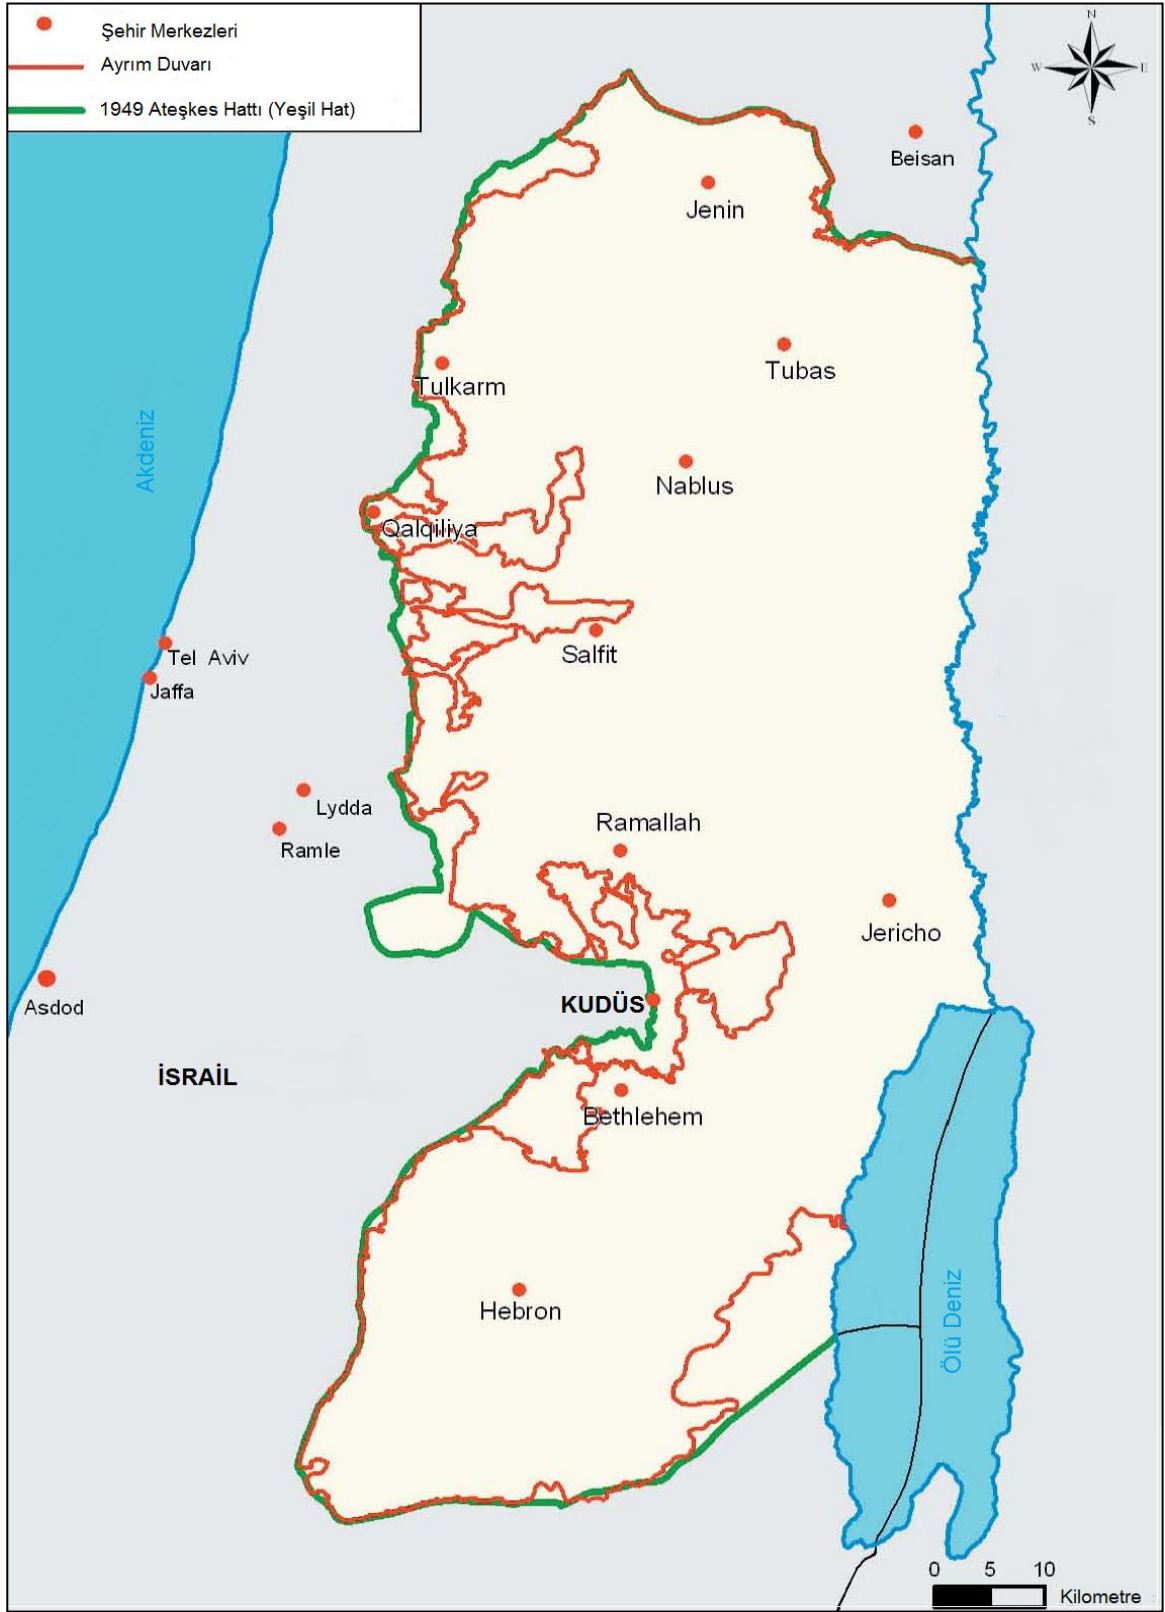 Şehir Merkezleri
Ayrım Duvarı
1949 Ateşkes Hattı (Yeşil Hat)
N
W E
S
Beisan
Jenin
Tubas
Tulkarm
Akdeniz
Nablus
Qalqiliya
Tel Aviv
Salfit
Jaffa
Lydda
Ramallah
Ramle
Jericho
Asdod
KUDÜS
İSRAİL
Bethlehem
Hebron
Ölü Deniz
0 5 10
Kilometre